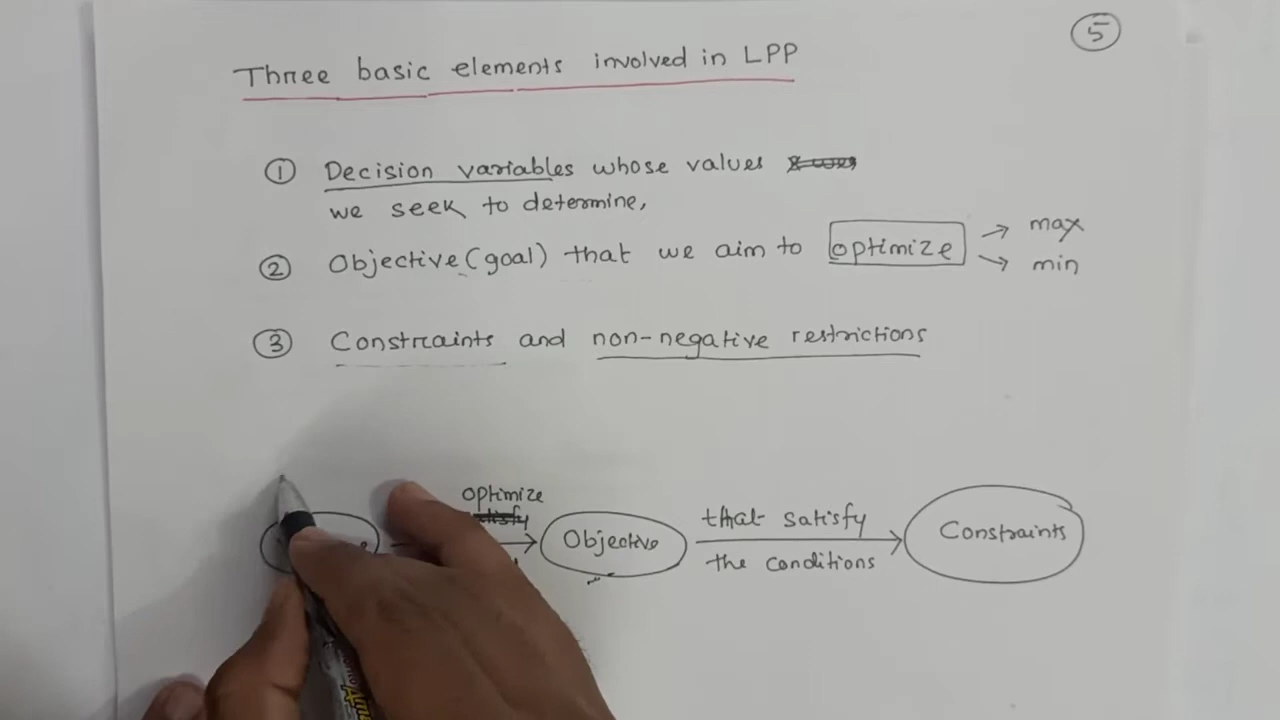 5
Three basic elements involved in LPP
① Decision variables whose values
we seek to determine,
② Objective (goal) that we aim to optimize → max
→ min
③ Constraints and non-negative restrictions
optimize
Objective
that satisfy
the conditions
Constraints